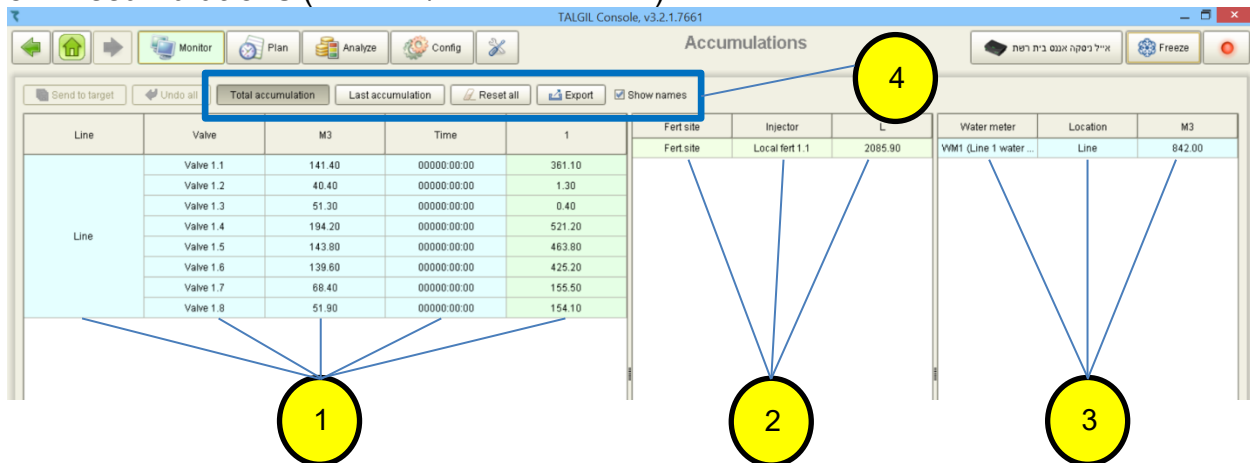 TALGIL Console, v3.2.1.7661
Monitor Plan Analyze Config Accumulations אייל ניסקה אגנט בית רשת Freeze
Send to target Undo all Total accumulation Last accumulation Reset all Export Show names
4
Line Valve M3 Time 1
Line
Valve 1.1 141.40 00000:00:00 361.10
Valve 1.2 40.40 00000:00:00 1.30
Valve 1.3 51.30 00000:00:00 0.40
Valve 1.4 194.20 00000:00:00 521.20
Valve 1.5 143.80 00000:00:00 463.80
Valve 1.6 139.60 00000:00:00 425.20
Valve 1.7 68.40 00000:00:00 155.50
Valve 1.8 51.90 00000:00:00 154.10
Fert.site Injector L
Fert.site Local fert 1.1 2085.90
Water meter Location M3
WM1 (Line 1 water ... Line 842.00
1
2
3